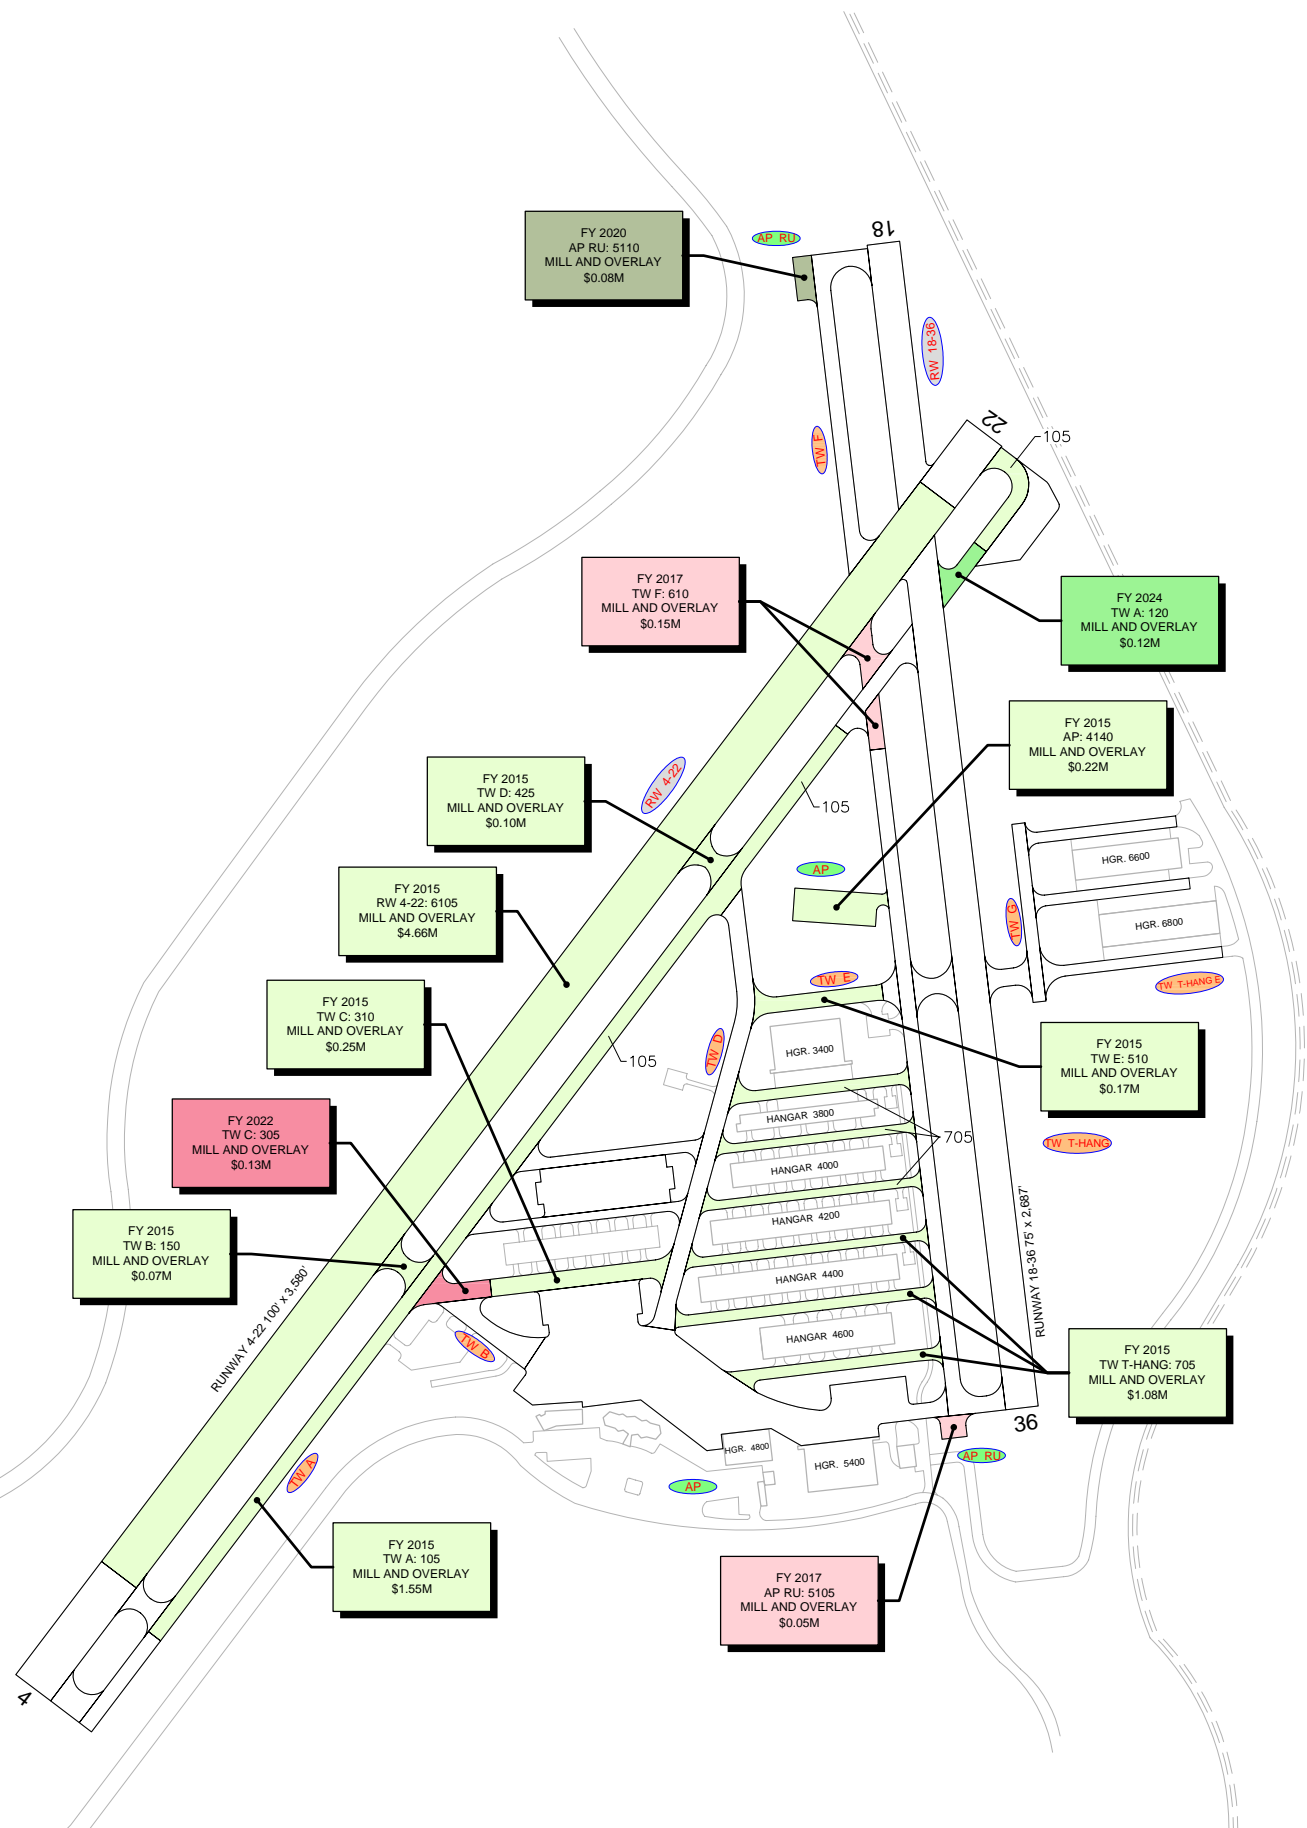 18
FY 2020
AP RU: 5110
MILL AND OVERLAY
$0.08M
AP RU
RW 18-36
22
105
TW F
FY 2017
TW F: 610
MILL AND OVERLAY
$0.15M
FY 2024
TW A: 120
MILL AND OVERLAY
$0.12M
FY 2015
AP: 4140
MILL AND OVERLAY
$0.22M
FY 2015
TW D: 425
MILL AND OVERLAY
$0.10M
RW 4-22
105
HGR. 6600
AP
FY 2015
RW 4-22: 6105
MILL AND OVERLAY
$4.66M
TW G
HGR. 6800
TW E
TW T-HANG E
FY 2015
TW C: 310
MILL AND OVERLAY
$0.25M
105
TW D
HGR. 3400
FY 2015
TW E: 510
MILL AND OVERLAY
$0.17M
FY 2022
TW C: 305
MILL AND OVERLAY
$0.13M
HANGAR 3800
705
TW T-HANG
HANGAR 4000
HANGAR 4200
FY 2015
TW B: 150
MILL AND OVERLAY
$0.07M
RUNWAY 18-36 75' x 2,687'
HANGAR 4400
RUNWAY 4-22 100' x 3,580'
HANGAR 4600
TW B
FY 2015
TW T-HANG: 705
MILL AND OVERLAY
$1.08M
36
HGR. 4800
HGR. 5400
AP RU
TW A
AP
FY 2015
TW A: 105
MILL AND OVERLAY
$1.55M
FY 2017
AP RU: 5105
MILL AND OVERLAY
$0.05M
4